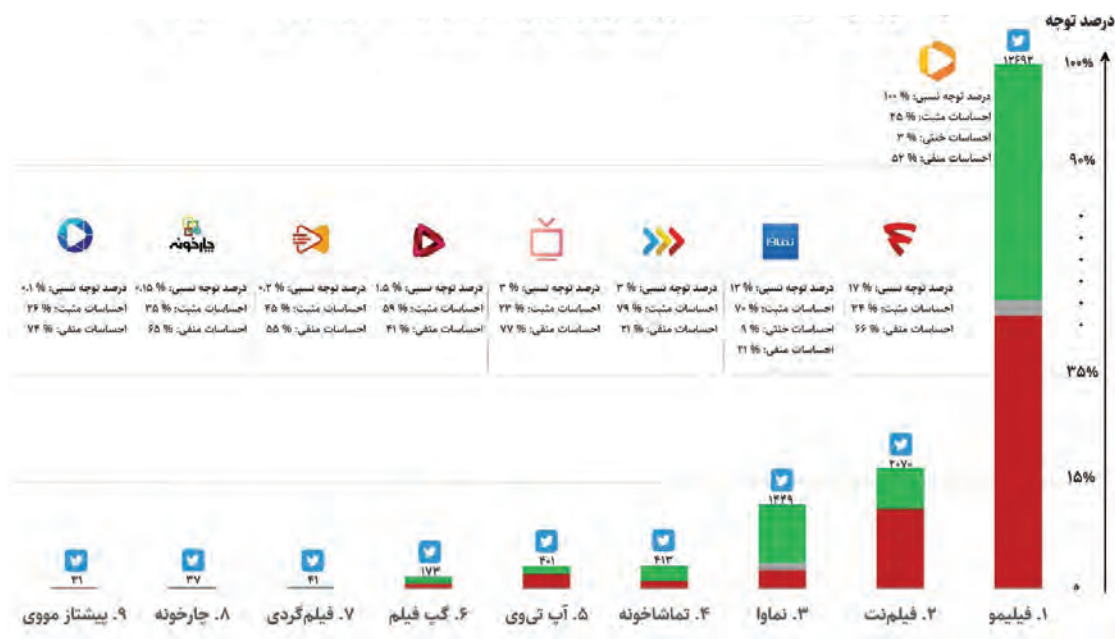 درصد توجه
۱۰۰%
۹۰%
۳۵%
۱۵%
۰
۱۲۶۹۲
درصد توجه نسبی: % ۱۰۰
احساسات مثبت: % ۴۵
احساسات خنثی: % ۳
احساسات منفی: % ۵۲
درصد توجه نسبی: % ۱۷
احساسات مثبت: % ۳۴
احساسات منفی: % ۶۶
نماوا
درصد توجه نسبی: % ۱۲
احساسات مثبت: % ۷۰
احساسات خنثی: % ۹
احساسات منفی: % ۲۱
درصد توجه نسبی: % ۳
احساسات مثبت: % ۷۹
احساسات منفی: % ۲۱
درصد توجه نسبی: % ۳
احساسات مثبت: % ۲۳
احساسات منفی: % ۷۷
درصد توجه نسبی: % ۱.۵
احساسات مثبت: % ۵۹
احساسات منفی: % ۴۱
درصد توجه نسبی: % ۰.۲
احساسات مثبت: % ۴۵
احساسات منفی: % ۵۵
چارخونه
درصد توجه نسبی: % ۰.۱۵
احساسات مثبت: % ۳۵
احساسات منفی: % ۶۵
درصد توجه نسبی: % ۰.۱
احساسات مثبت: % ۲۶
احساسات منفی: % ۷۴
۲۰۷۰
۱۴۴۹
۴۱۳
۴۰۱
۱۷۳
۴۱
۳۷
۳۱
۱. فیلیمو
۲. فیلم‌نت
۳. نماوا
۴. تماشاخونه
۵. آپ تی‌وی
۶. گپ فیلم
۷. فیلم‌گردی
۸. چارخونه
۹. پیشتاز مووی